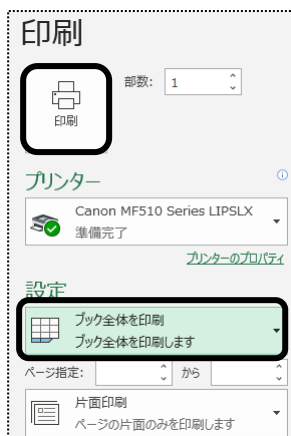 印刷
部数: 1
印刷
プリンター
Canon MF510 Series LIPSLX
準備完了
プリンターのプロパティ
設定
ブック全体を印刷
ブック全体を印刷します
ページ指定: から
片面印刷
ページの片面のみを印刷します